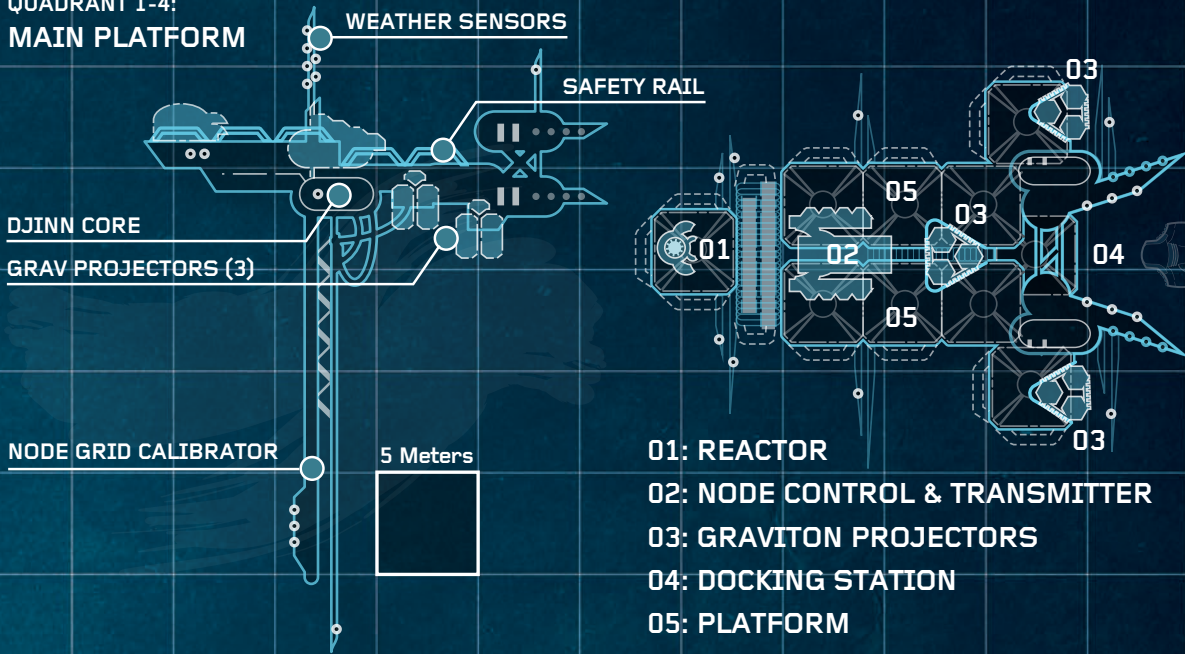 QUADRANT 1-4:
MAIN PLATFORM
WEATHER SENSORS
SAFETY RAIL
DJINN CORE
GRAV PROJECTORS (3)
NODE GRID CALIBRATOR
5 Meters
03
05
03
01
02
04
05
03
01: REACTOR
02: NODE CONTROL & TRANSMITTER
03: GRAVITON PROJECTORS
04: DOCKING STATION
05: PLATFORM